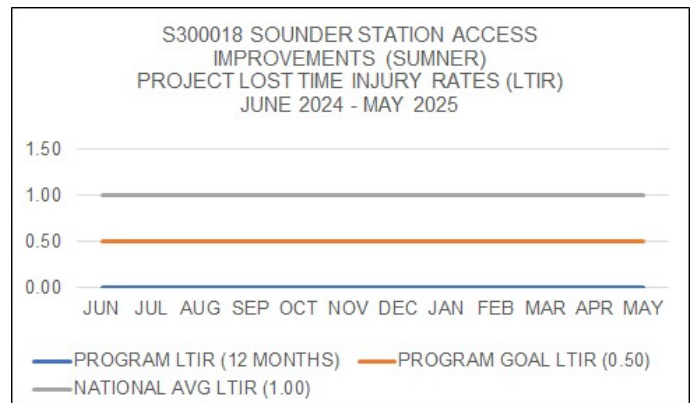 S300018 SOUNDER STATION ACCESS
IMPROVEMENTS (SUMNER)
PROJECT LOST TIME INJURY RATES (LTIR)
JUNE 2024 - MAY 2025
1.50
1.00
0.50
0.00
JUN JUL AUG SEP OCT NOV DEC JAN FEB MAR APR MAY
PROGRAM LTIR (12 MONTHS) PROGRAM GOAL LTIR (0.50)
NATIONAL AVG LTIR (1.00)